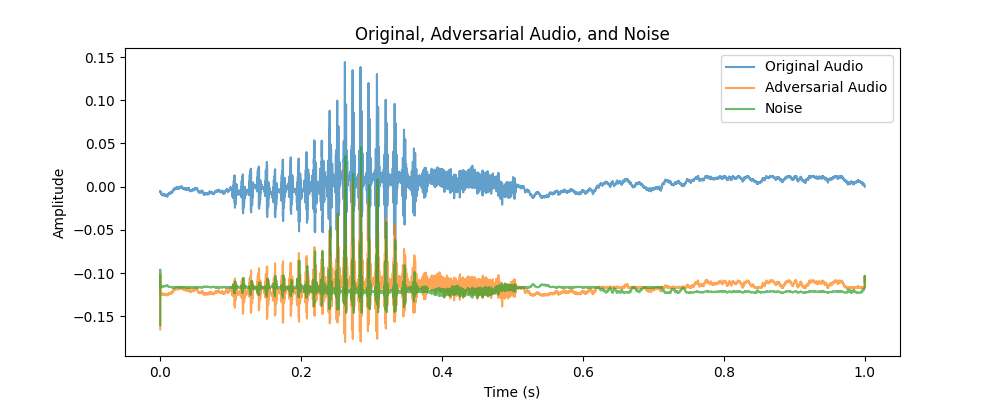 Original, Adversarial Audio, and Noise
Original Audio
Adversarial Audio
Noise
Amplitude
0.15
0.10
0.05
0.00
−0.05
−0.10
−0.15
0.0 0.2 0.4 0.6 0.8 1.0
Time (s)